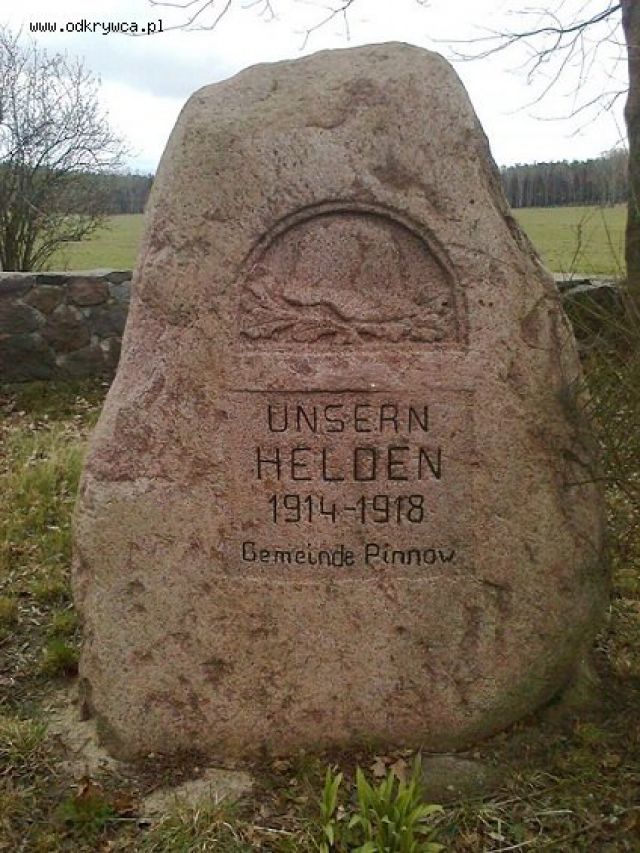 www.odkrywca.pl
UNSERN
HELDEN
1914-1918
Gemeinde Pinnow